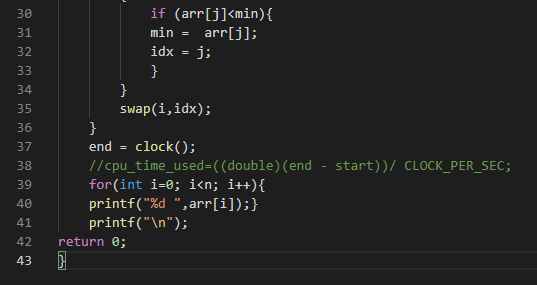 30 if (arr[j]<min){
31 min =  arr[j];
32 idx = j;
33 }
34 }
35 swap(i,idx);
36 }
37 end = clock();
38 //cpu_time_used=((double)(end - start))/ CLOCK_PER_SEC;
39 for(int i=0; i<n; i++){
40 printf("%d ",arr[i]);}
41 printf("\n");
42 return 0;
43 }